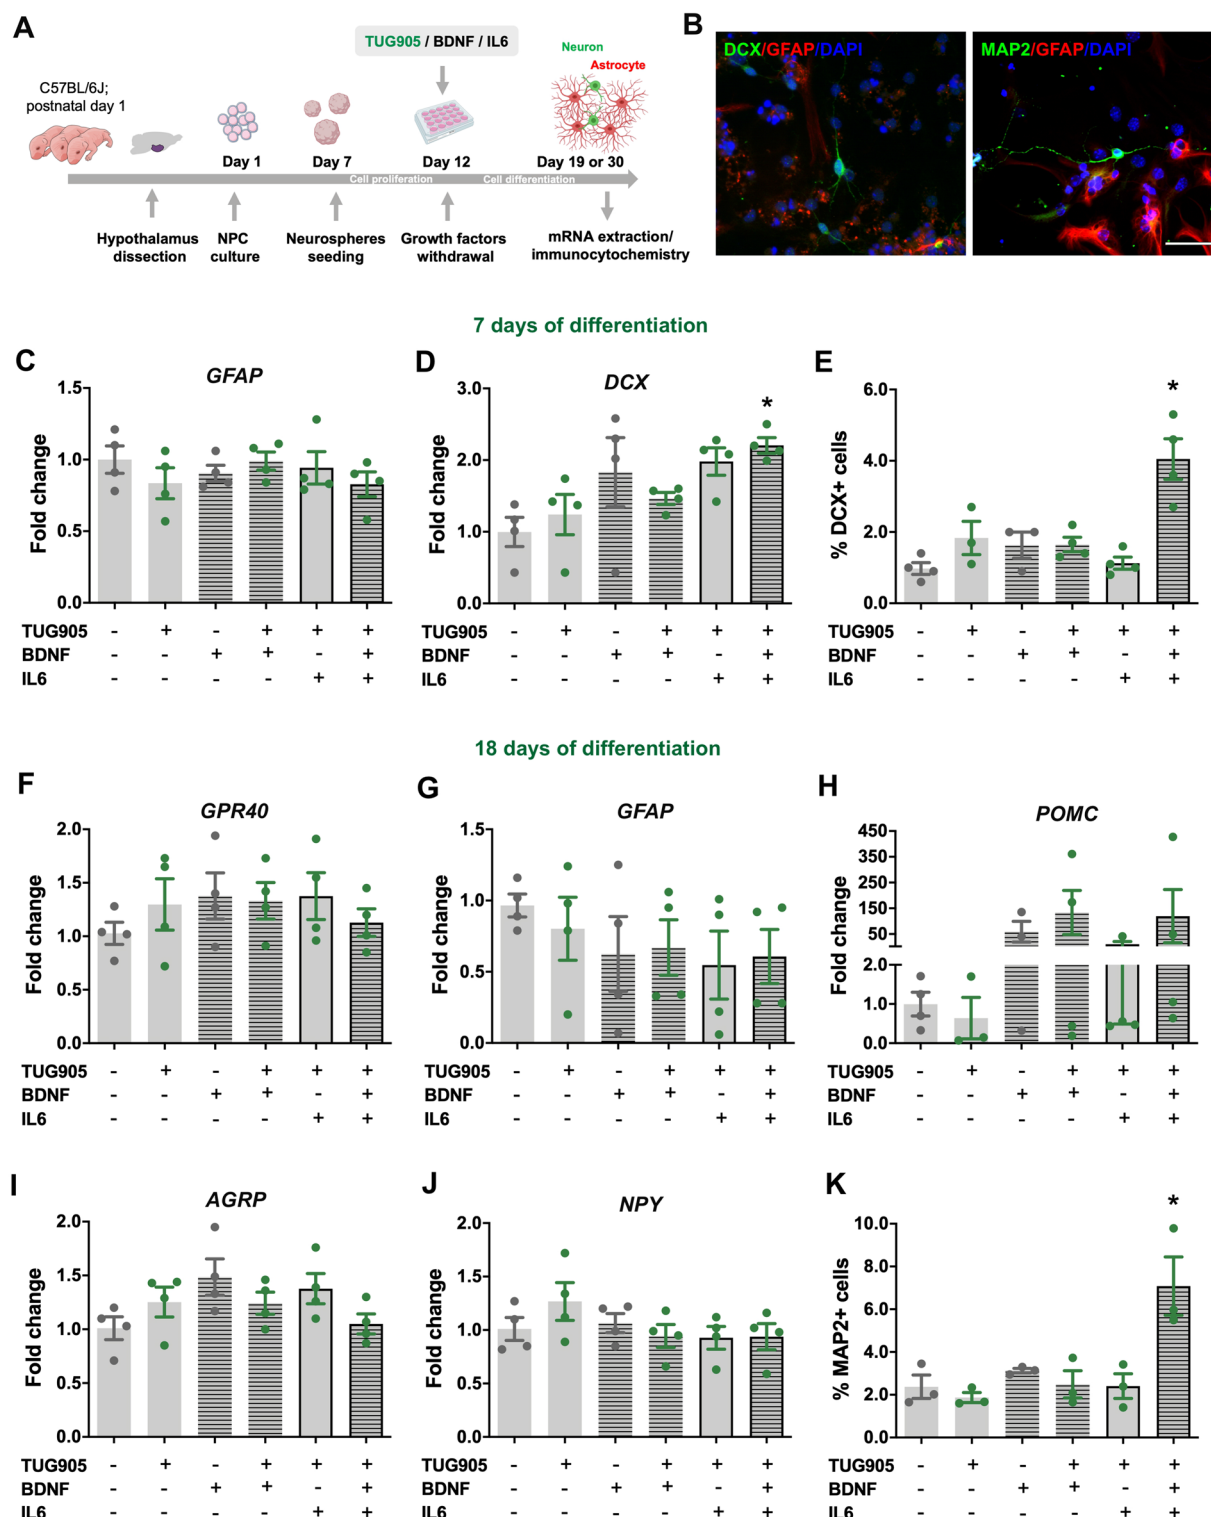 A
TUG905 / BDNF / IL6
C57BL/6J;
postnatal day 1
Neuron
Astrocyte
Day 1
Day 7
Day 12
Day 19 or 30
Cell proliferation
Cell differentiation
Hypothalamus
dissection
NPC
culture
Neurospheres
seeding
Growth factors
withdrawal
mRNA extraction/
immunocytochemistry
B
DCX/GFAP/DAPI
MAP2/GFAP/DAPI
7 days of differentiation
C
GFAP
Fold change
1.5
1.0
0.5
0.0
TUG905 - + - + + +
BDNF - - + + - +
IL6 - - - - + +
D
DCX
Fold change
3.0
2.0
1.0
0.0
*
TUG905 - + - + + +
BDNF - - + + - +
IL6 - - - - + +
E
% DCX+ cells
6.0
4.0
2.0
0.0
*
TUG905 - + - + + +
BDNF - - + + - +
IL6 - - - - + +
18 days of differentiation
F
GPR40
Fold change
2.0
1.5
1.0
0.5
0.0
TUG905 - + - + + +
BDNF - - + + - +
IL6 - - - - + +
G
GFAP
Fold change
1.5
1.0
0.5
0.0
TUG905 - + - + + +
BDNF - - + + - +
IL6 - - - - + +
H
POMC
Fold change
450
350
250
150
50
2.0
1.0
0.0
TUG905 - + - + + +
BDNF - - + + - +
IL6 - - - - + +
I
AGRP
Fold change
2.0
1.5
1.0
0.5
0.0
TUG905 - + - + + +
BDNF - - + + - +
IL6 - - - - + +
J
NPY
Fold change
2.0
1.5
1.0
0.5
0.0
TUG905 - + - + + +
BDNF - - + + - +
IL6 - - - - + +
K
% MAP2+ cells
10.0
8.0
6.0
4.0
2.0
0.0
*
TUG905 - + - + + +
BDNF - - + + - +
IL6 - - - - + +